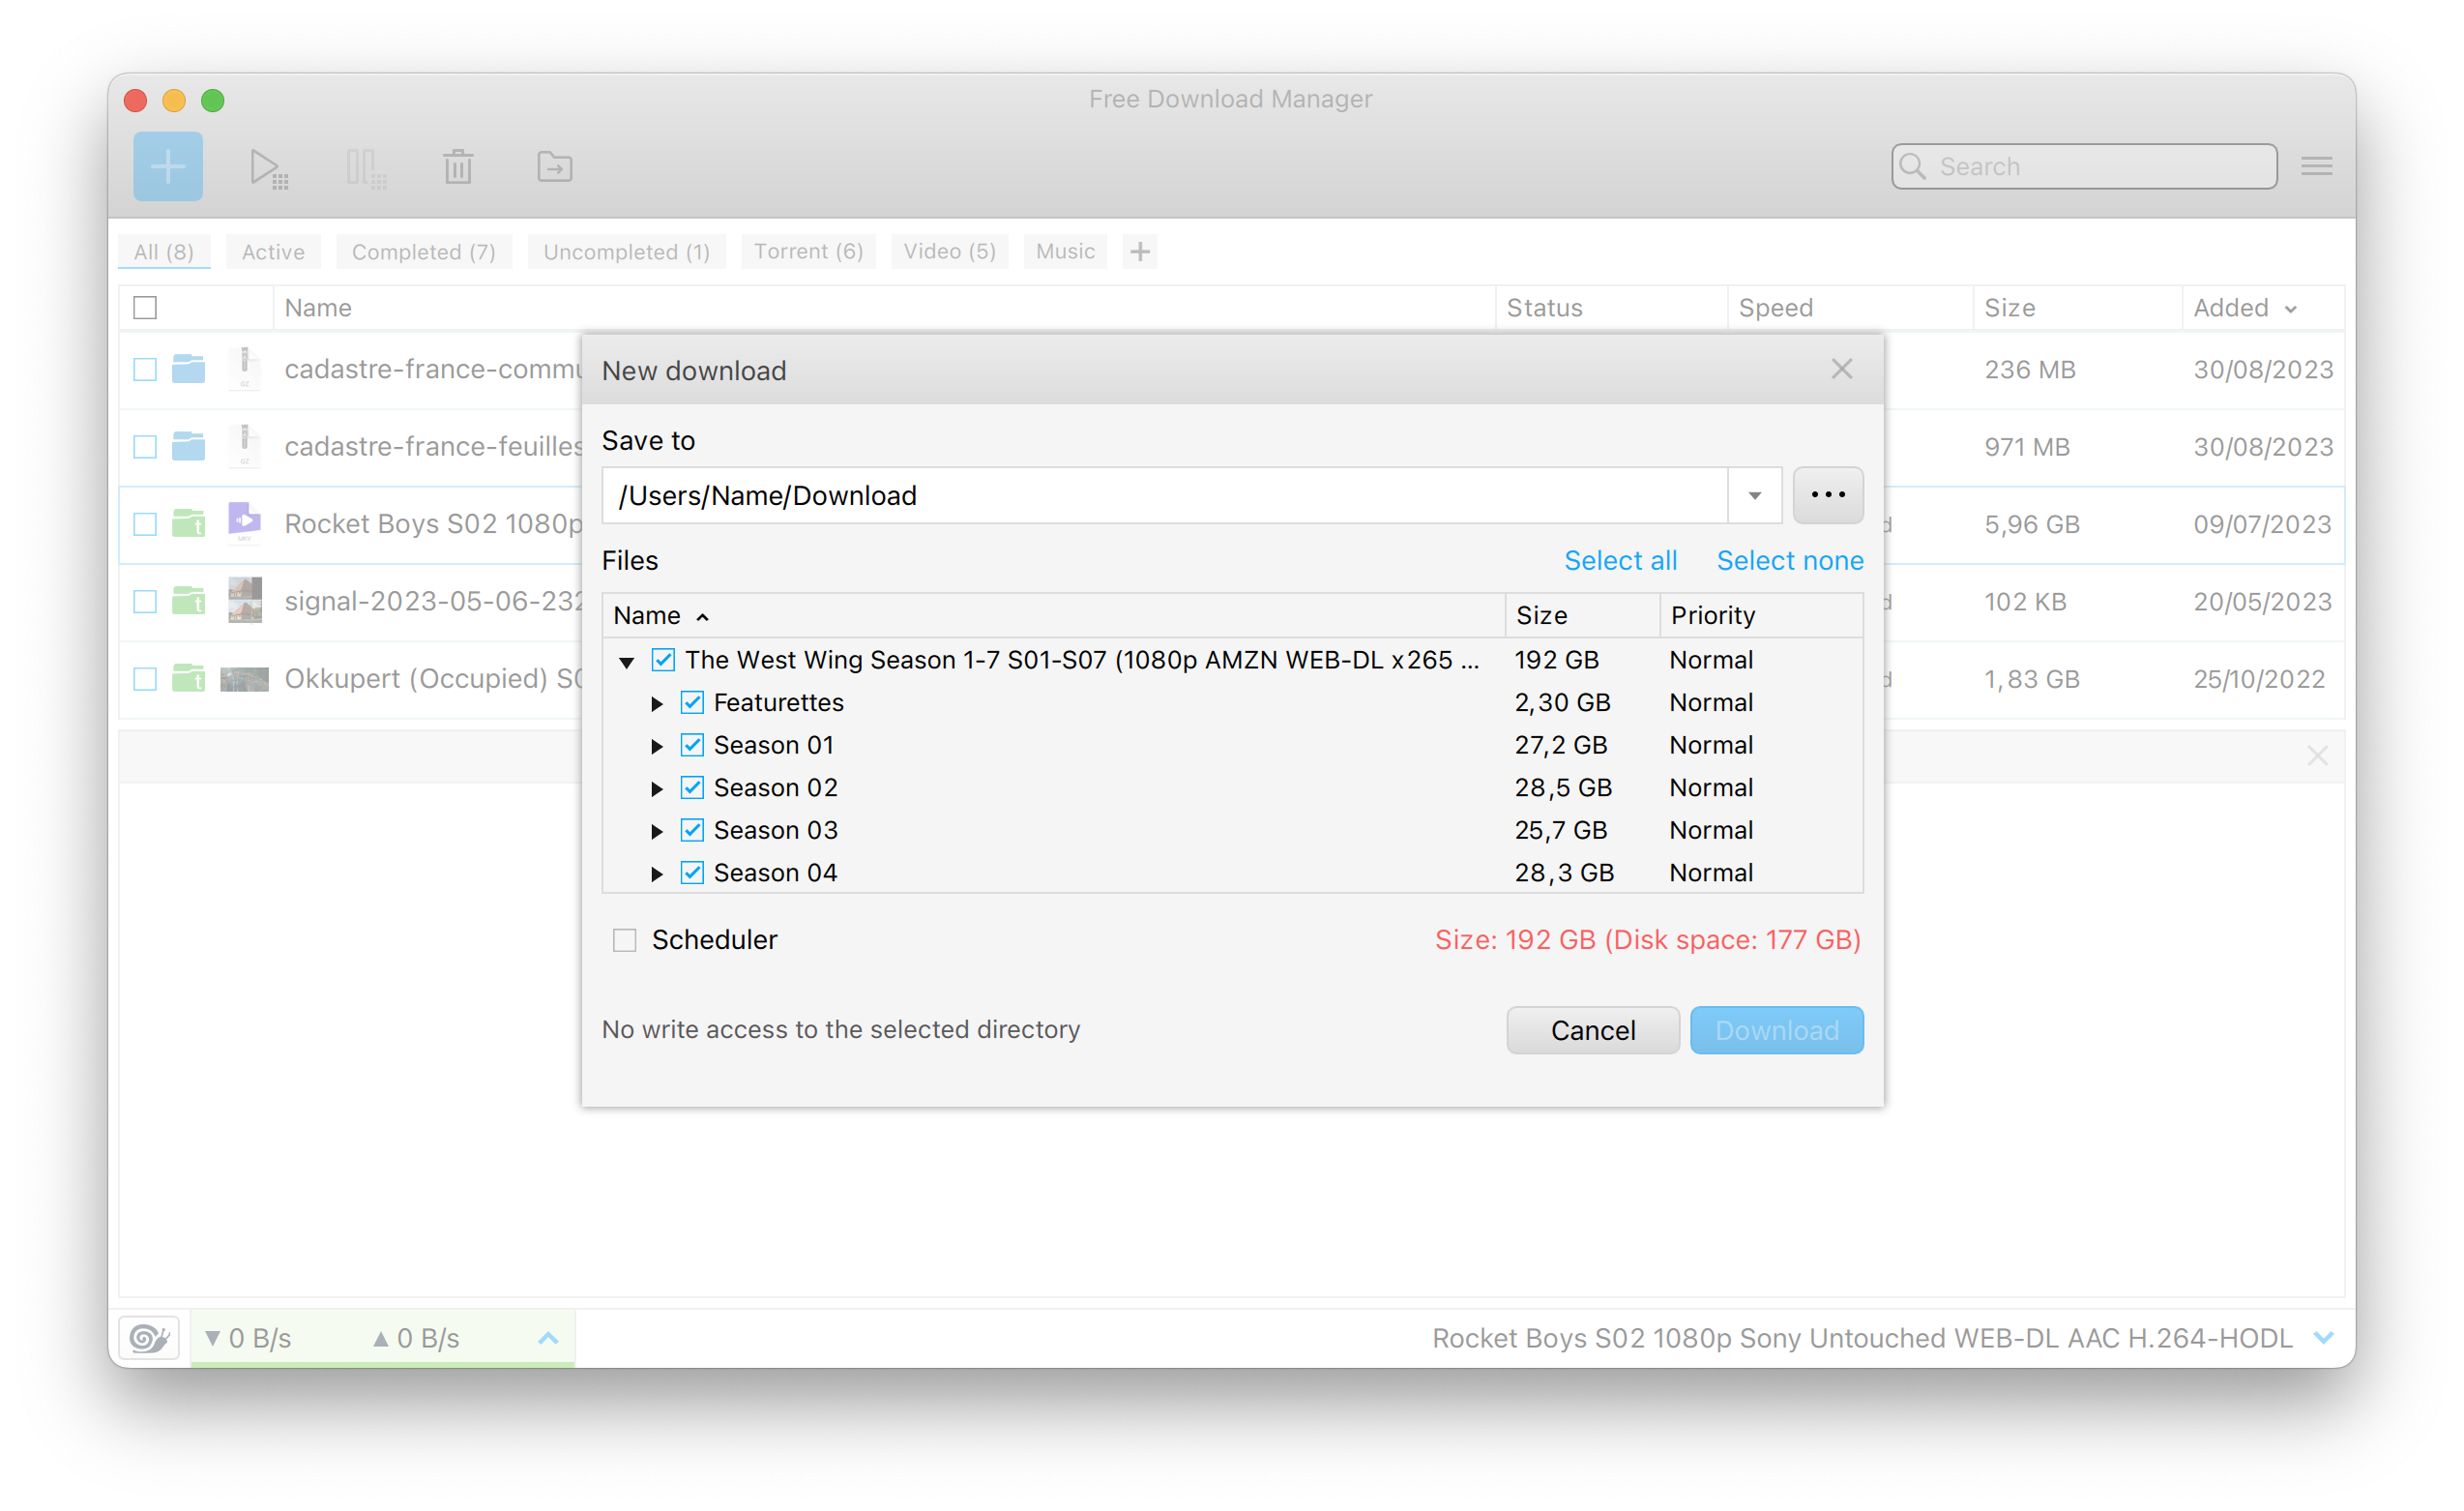 Free Download Manager
Search
All (8) Active Completed (7) Uncompleted (1) Torrent (6) Video (5) Music
Name Status Speed Size Added
cadastre-france-commu 236 MB 30/08/2023
cadastre-france-feuilles 971 MB 30/08/2023
Rocket Boys S02 1080p 5,96 GB 09/07/2023
signal-2023-05-06-232 102 KB 20/05/2023
Okkupert (Occupied) S0 1,83 GB 25/10/2022
New download
Save to
/Users/Name/Download
Files Select all Select none
Name Size Priority
The West Wing Season 1-7 S01-S07 (1080p AMZN WEB-DL x265 ... 192 GB Normal
Featurettes 2,30 GB Normal
Season 01 27,2 GB Normal
Season 02 28,5 GB Normal
Season 03 25,7 GB Normal
Season 04 28,3 GB Normal
Scheduler Size: 192 GB (Disk space: 177 GB)
No write access to the selected directory Cancel Download
0 B/s 0 B/s Rocket Boys S02 1080p Sony Untouched WEB-DL AAC H.264-HODL